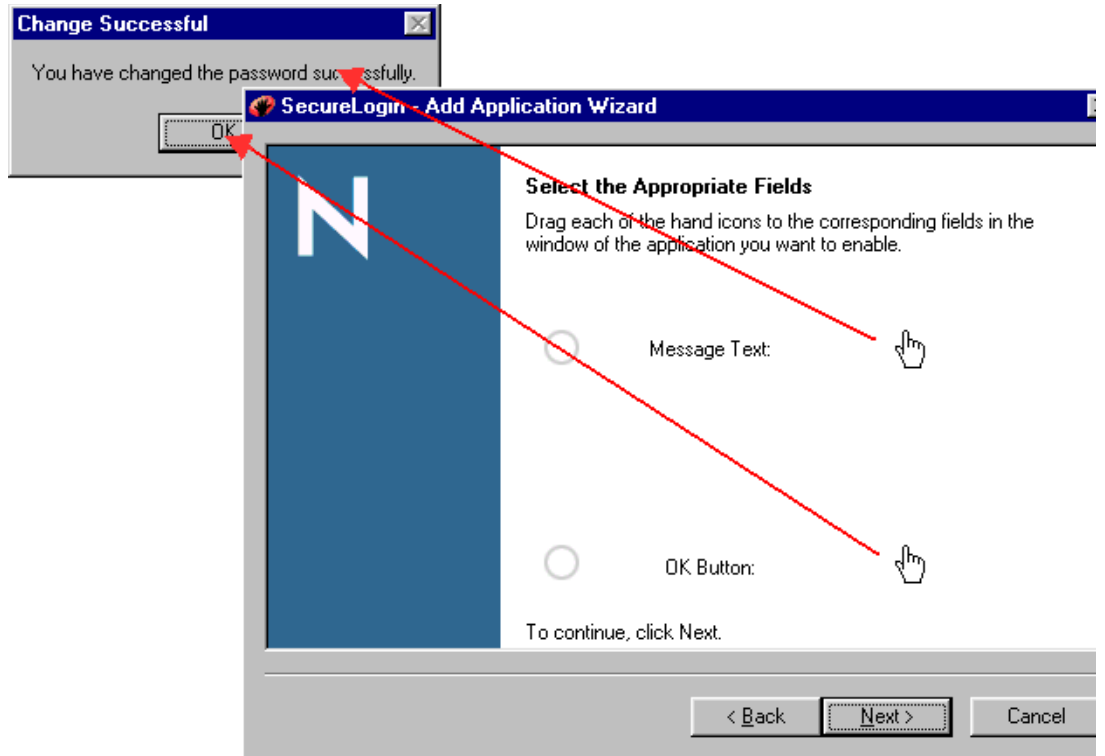 Change Successful
You have changed the password successfully.
OK
SecureLogin - Add Application Wizard
N
Select the Appropriate Fields
Drag each of the hand icons to the corresponding fields in the
window of the application you want to enable.
Message Text:
OK Button:
To continue, click Next.
< Back
Next >
Cancel